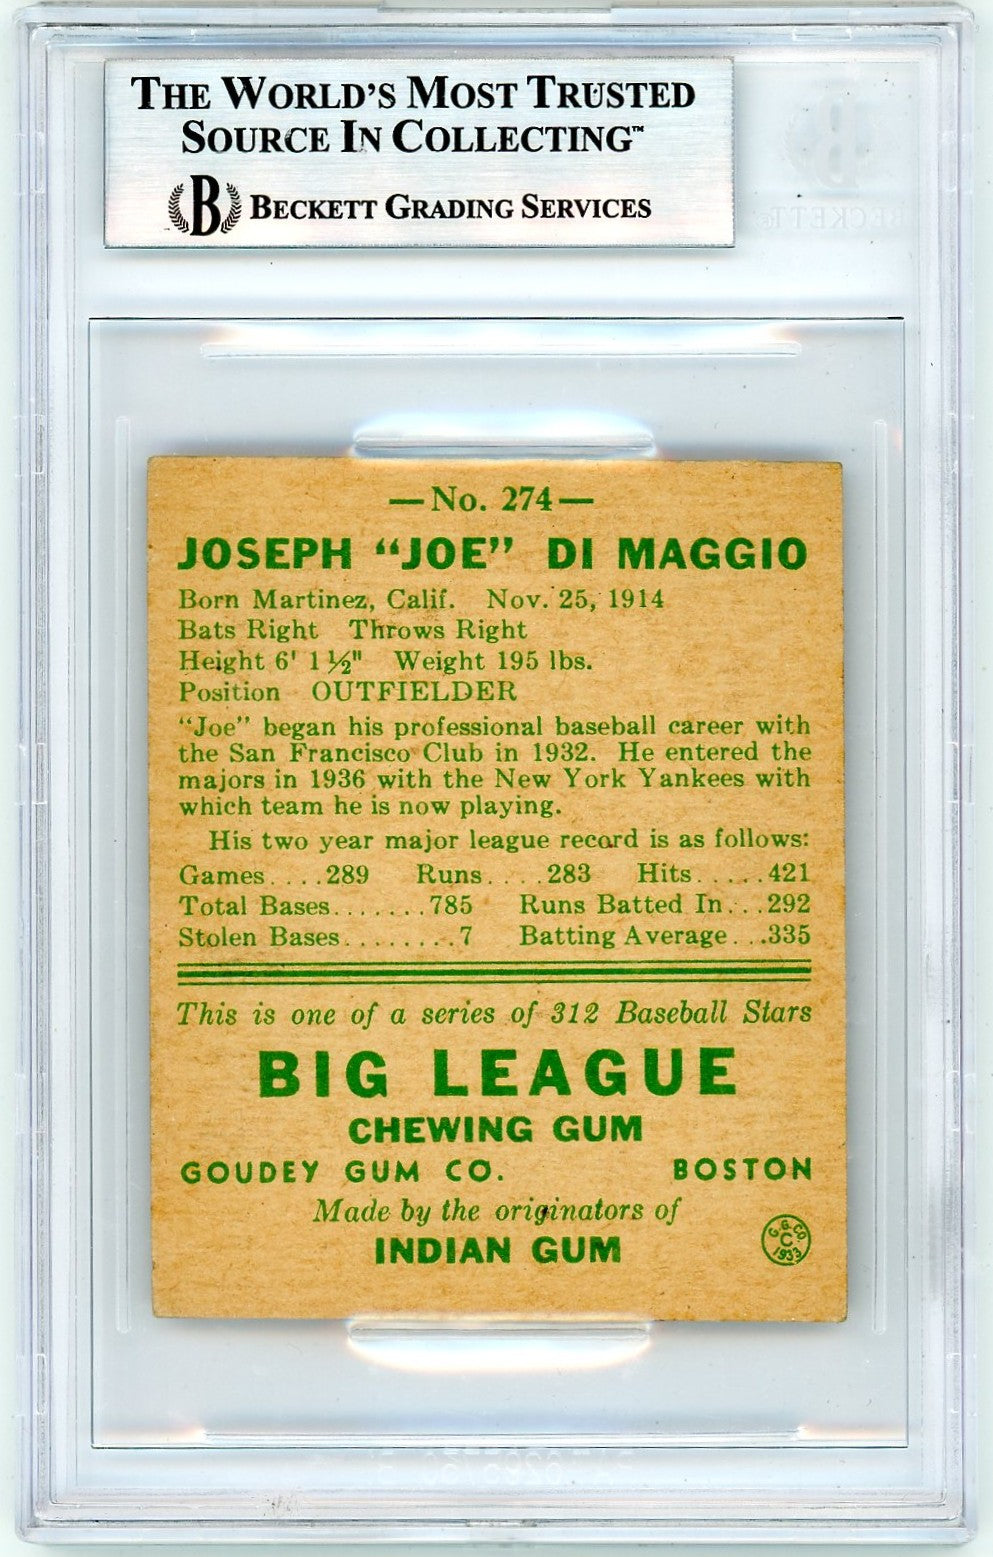 THE WORLD'S MOST TRUSTED
SOURCE IN COLLECTING™
B BECKETT GRADING SERVICES
—No. 274—
JOSEPH "JOE" DI MAGGIO
Born Martinez, Calif. Nov. 25, 1914
Bats Right Throws Right
Height 6' 1½" Weight 195 lbs.
Position OUTFIELDER
"Joe" began his professional baseball career with
the San Francisco Club in 1932. He entered the
majors in 1936 with the New York Yankees with
which team he is now playing.
His two year major league record is as follows:
Games....289 Runs....283 Hits.....421
Total Bases.......785 Runs Batted In...292
Stolen Bases........7 Batting Average...335
This is one of a series of 312 Baseball Stars
BIG LEAGUE
CHEWING GUM
GOUDEY GUM CO. BOSTON
Made by the originators of
INDIAN GUM
G.G.CO.
C
1933